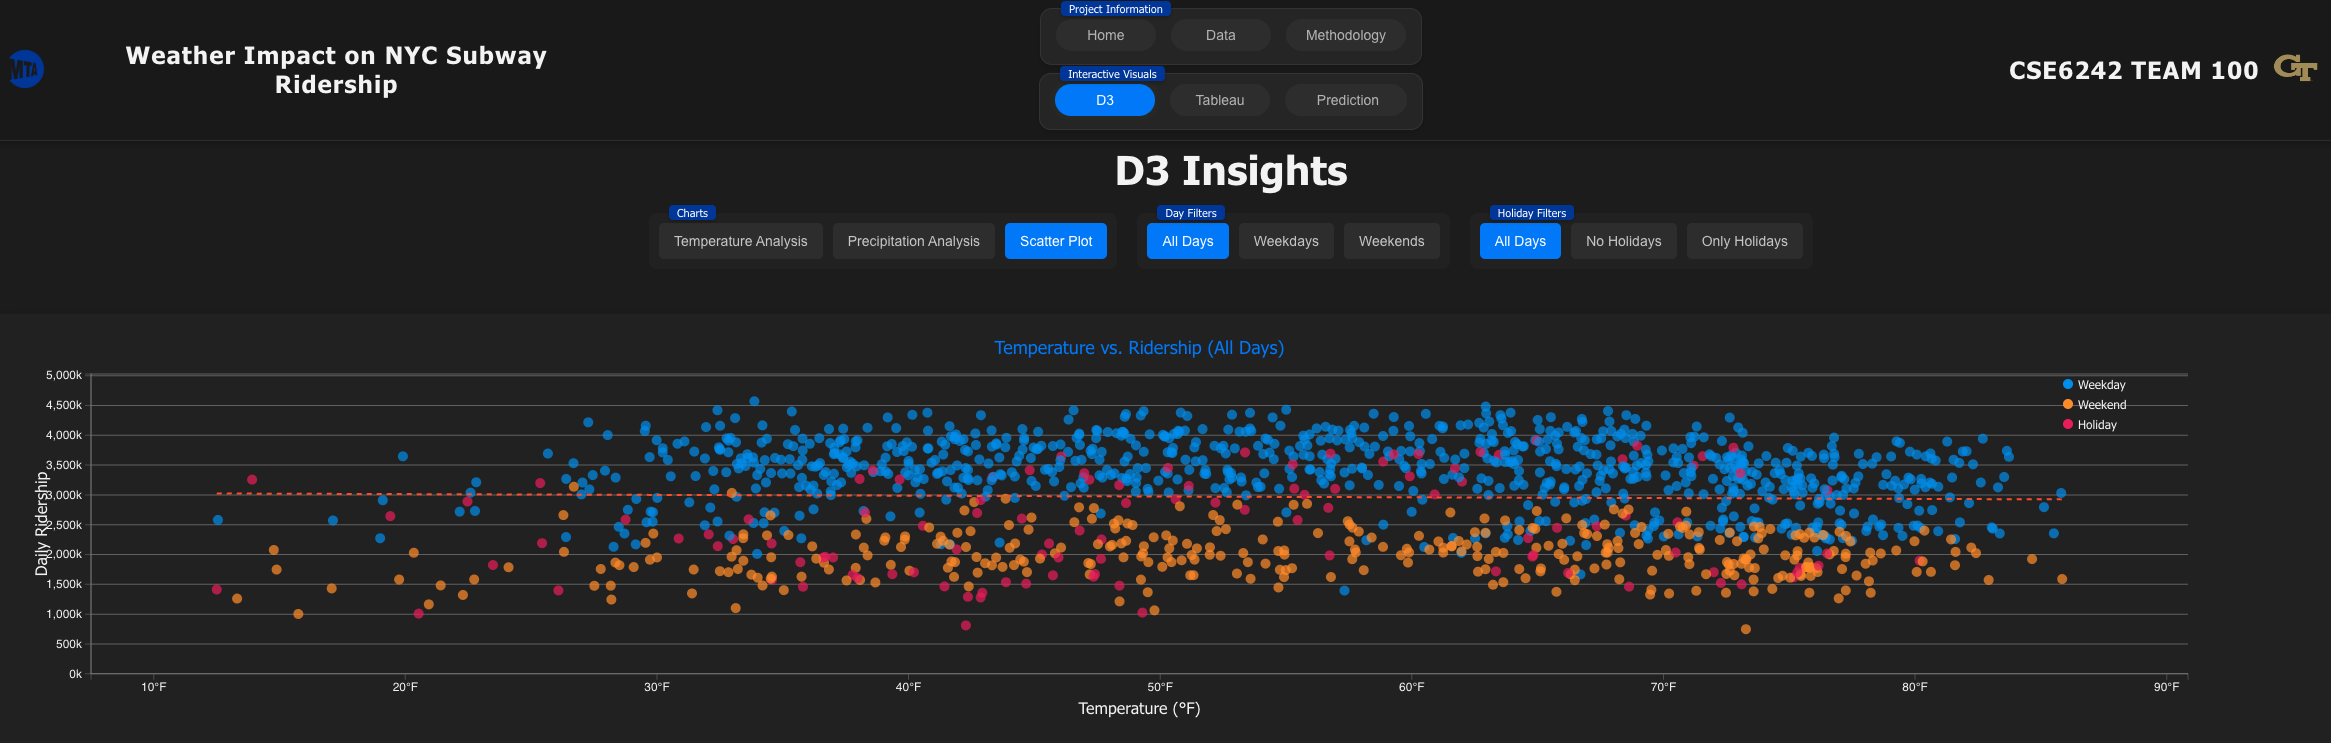 MTA
Weather Impact on NYC Subway
Ridership
Project Information
Home Data Methodology
Interactive Visuals
D3 Tableau Prediction
CSE6242 TEAM 100
GT
D3 Insights
Charts
Temperature Analysis Precipitation Analysis Scatter Plot
Day Filters
All Days Weekdays Weekends
Holiday Filters
All Days No Holidays Only Holidays
Temperature vs. Ridership (All Days)
Daily Ridership
5,000k
4,500k
4,000k
3,500k
3,000k
2,500k
2,000k
1,500k
1,000k
500k
0k
Weekday
Weekend
Holiday
10°F 20°F 30°F 40°F 50°F 60°F 70°F 80°F 90°F
Temperature (°F)